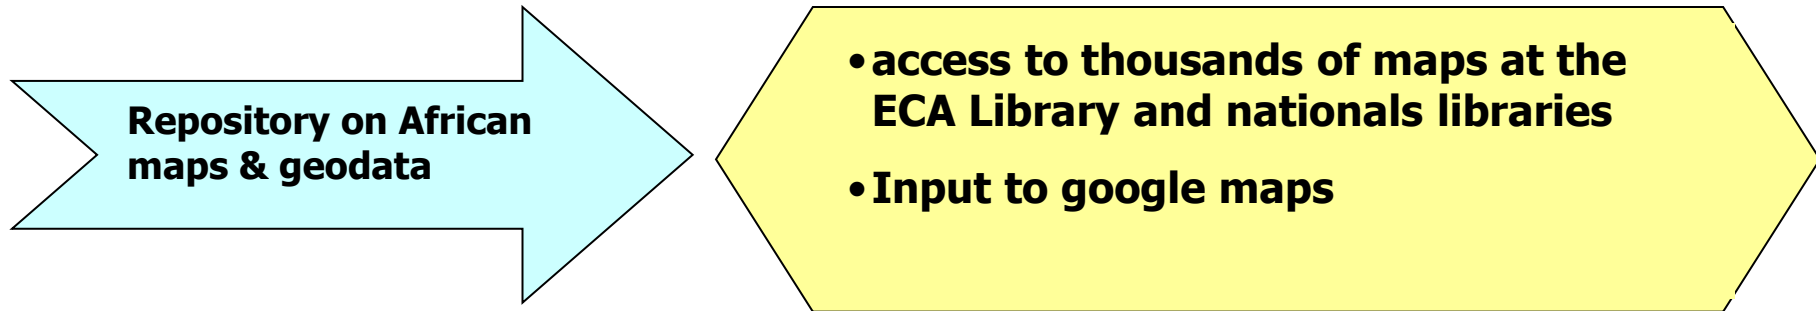 Repository on African
maps & geodata
•access to thousands of maps at the
ECA Library and nationals libraries
•Input to google maps